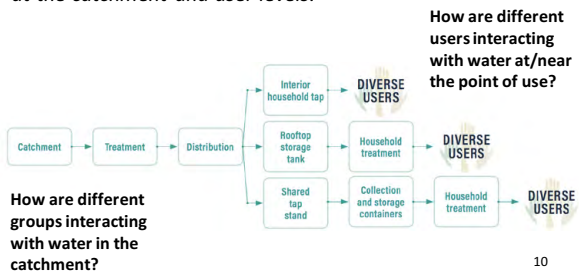 at the catchment and user levels.
How are different
users interacting
with water at/near
the point of use?
Interior
household tap
DIVERSE
USERS
Catchment
Treatment
Distribution
Rooftop
storage
tank
Household
treatment
DIVERSE
USERS
Shared
tap
stand
Collection
and storage
containers
Household
treatment
DIVERSE
USERS
How are different
groups interacting
with water in the
catchment?
10